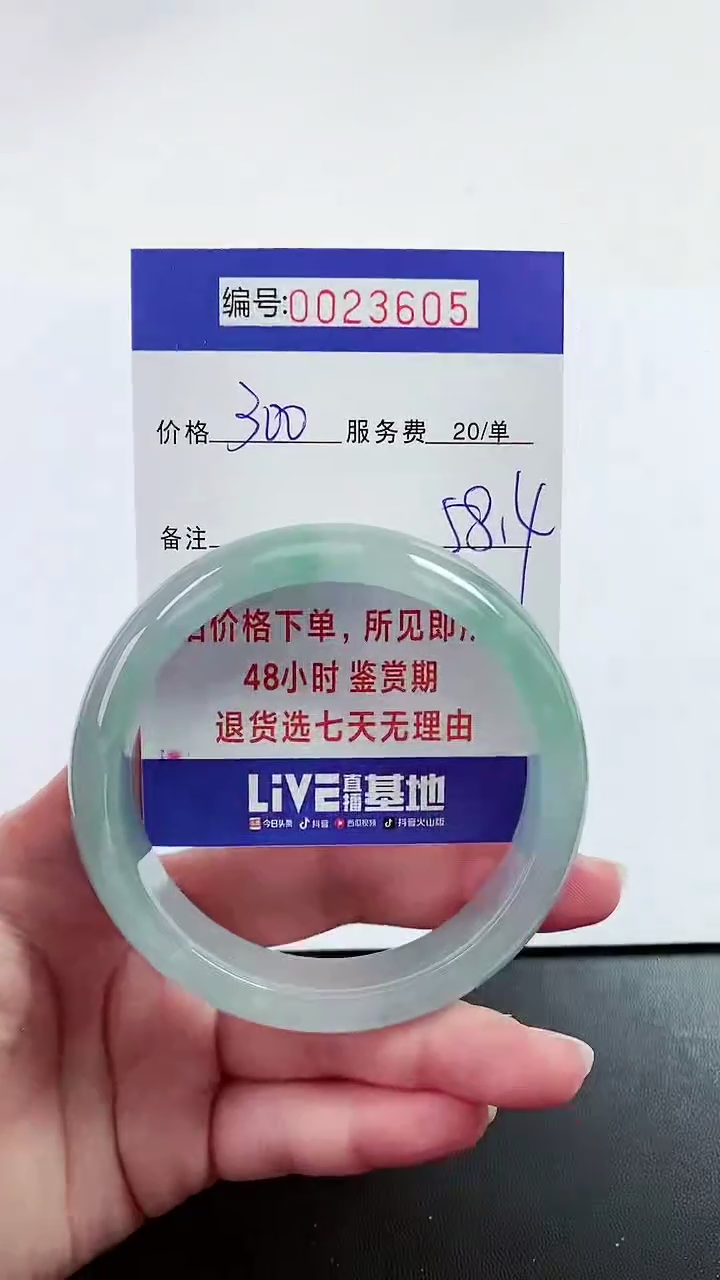 编号:0023605
价格 300 服务费 20/单
备注 58.4
价格下单，所见即
48小时 鉴赏期
退货选七天无理由
LiVE直播基地
今日头条 抖音 西瓜视频 抖音火山版